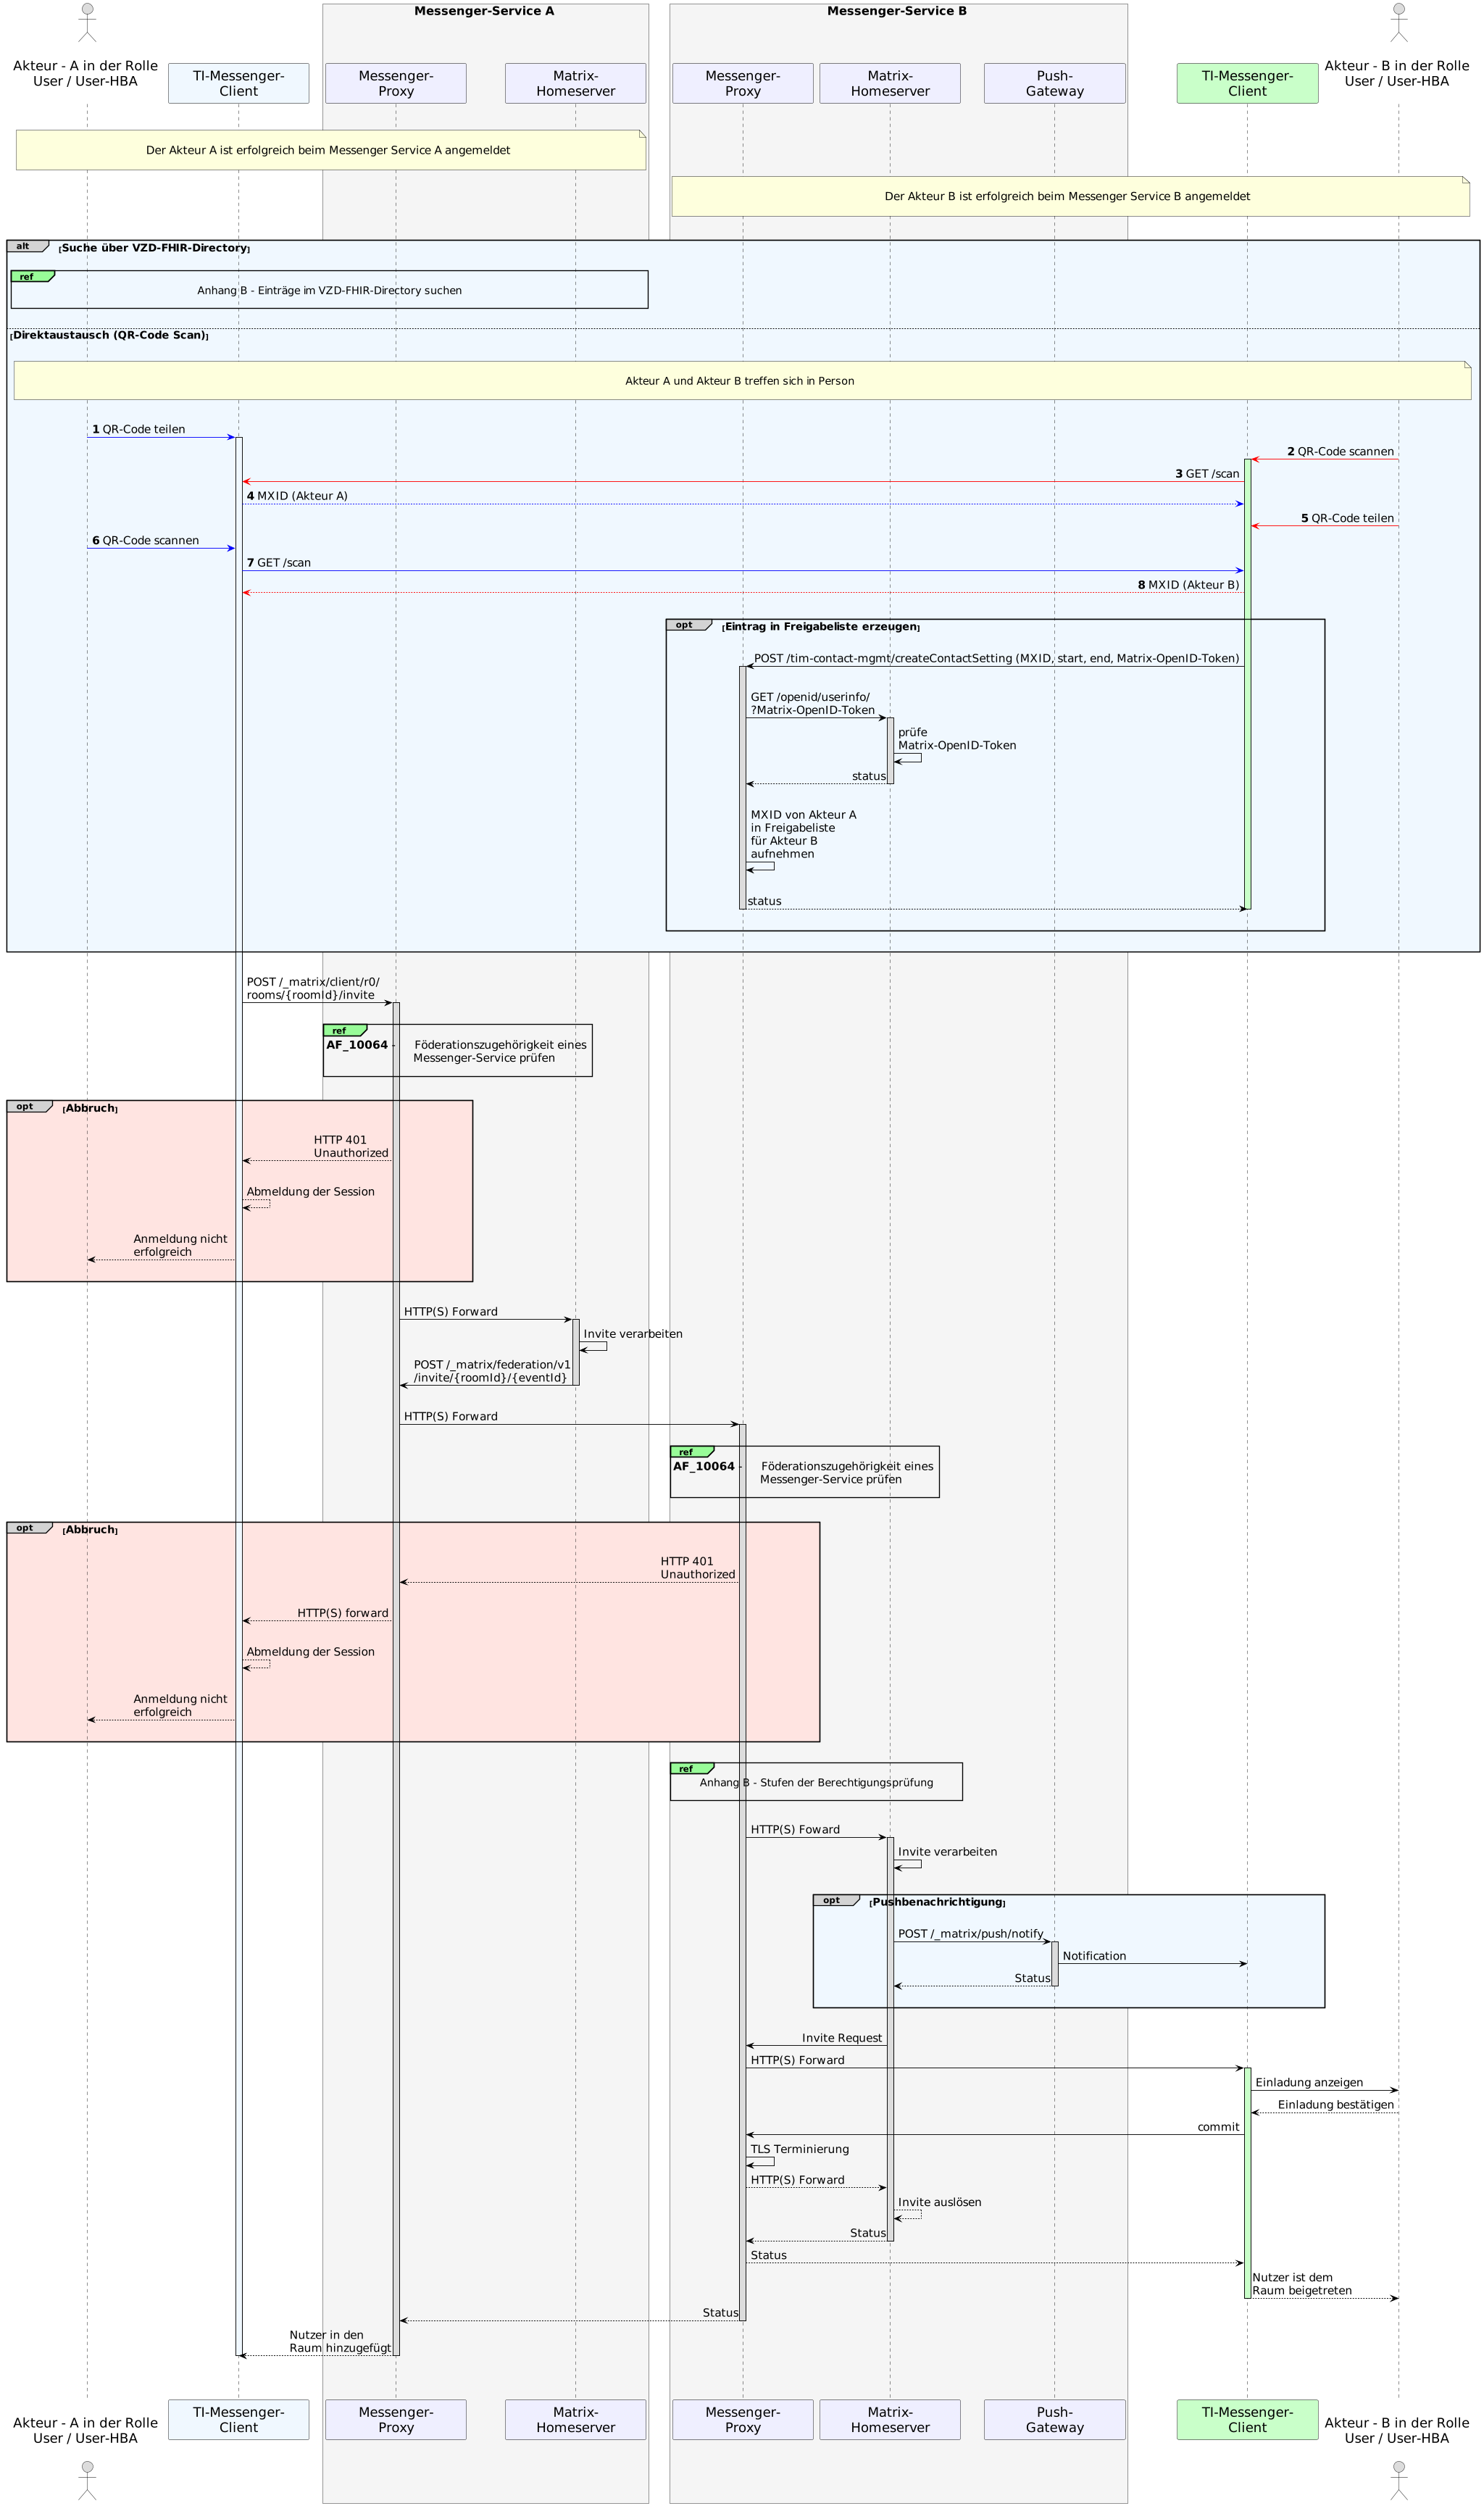 Messenger-Service A
Messenger-Service B
Akteur - A in der Rolle
User / User-HBA
TI-Messenger-
Client
Messenger-
Proxy
Matrix-
Homeserver
Messenger-
Proxy
Matrix-
Homeserver
Push-
Gateway
TI-Messenger-
Client
Akteur - B in der Rolle
User / User-HBA
Der Akteur A ist erfolgreich beim Messenger Service A angemeldet
Der Akteur B ist erfolgreich beim Messenger Service B angemeldet
alt [Suche über VZD-FHIR-Directory]
ref
Anhang B - Einträge im VZD-FHIR-Directory suchen
[Direktaustausch (QR-Code Scan)]
Akteur A und Akteur B treffen sich in Person
1 QR-Code teilen
2 QR-Code scannen
3 GET /scan
4 MXID (Akteur A)
5 QR-Code teilen
6 QR-Code scannen
7 GET /scan
8 MXID (Akteur B)
opt [Eintrag in Freigabeliste erzeugen]
POST /tim-contact-mgmt/createContactSetting (MXID, start, end, Matrix-OpenID-Token)
GET /openid/userinfo/
?Matrix-OpenID-Token
prüfe
Matrix-OpenID-Token
status
MXID von Akteur A
in Freigabeliste
für Akteur B
aufnehmen
status
POST /_matrix/client/r0/
rooms/{roomId}/invite
ref
AF_10064 - Föderationszugehörigkeit eines
Messenger-Service prüfen
opt [Abbruch]
HTTP 401
Unauthorized
Abmeldung der Session
Anmeldung nicht
erfolgreich
HTTP(S) Forward
Invite verarbeiten
POST /_matrix/federation/v1
/invite/{roomId}/{eventId}
HTTP(S) Forward
ref
AF_10064 - Föderationszugehörigkeit eines
Messenger-Service prüfen
opt [Abbruch]
HTTP 401
Unauthorized
HTTP(S) forward
Abmeldung der Session
Anmeldung nicht
erfolgreich
ref
Anhang B - Stufen der Berechtigungsprüfung
HTTP(S) Foward
Invite verarbeiten
opt [Pushbenachrichtigung]
POST /_matrix/push/notify
Notification
Status
Invite Request
HTTP(S) Forward
Einladung anzeigen
Einladung bestätigen
commit
TLS Terminierung
HTTP(S) Forward
Invite auslösen
Status
Status
Nutzer ist dem
Raum beigetreten
Status
Nutzer in den
Raum hinzugefügt
Akteur - A in der Rolle
User / User-HBA
TI-Messenger-
Client
Messenger-
Proxy
Matrix-
Homeserver
Messenger-
Proxy
Matrix-
Homeserver
Push-
Gateway
TI-Messenger-
Client
Akteur - B in der Rolle
User / User-HBA